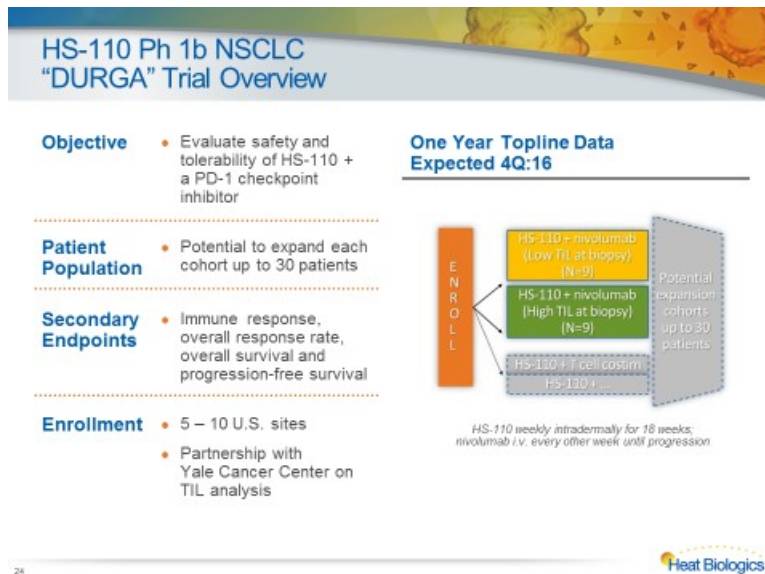 HS-110 Ph 1b NSCLC
“DURGA” Trial Overview
Objective
• Evaluate safety and
tolerability of HS-110 +
a PD-1 checkpoint
inhibitor
Patient
Population
• Potential to expand each
cohort up to 30 patients
Secondary
Endpoints
• Immune response,
overall response rate,
overall survival and
progression-free survival
Enrollment
• 5 – 10 U.S. sites
• Partnership with
Yale Cancer Center on
TIL analysis
One Year Topline Data
Expected 4Q:16
ENROLL
HS-110 + nivolumab
(Low TIL at biopsy)
(N=9)
HS-110 + nivolumab
(High TIL at biopsy)
(N=9)
HS-110 + T cell costim
HS-110 + ...
Potential
expansion
cohorts
up to 30
patients
HS-110 weekly intradermally for 18 weeks;
nivolumab i.v. every other week until progression
24
Heat Biologics